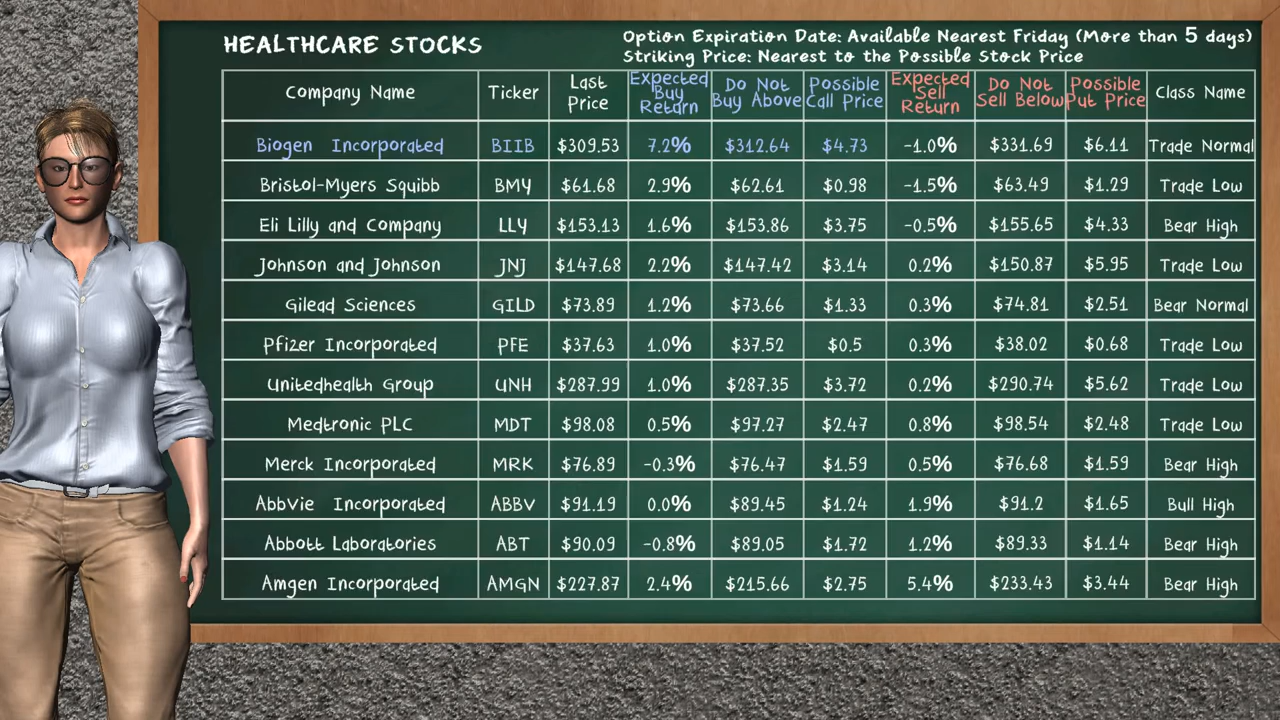 HEALTHCARE STOCKS
Option Expiration Date: Available Nearest Friday (More than 5 days)
Striking Price: Nearest to the Possible Stock Price
Company Name Ticker Last Price Expected Buy Return Do Not Buy Above Possible Call Price Expected Sell Return Do Not Sell Below Possible Put Price Class Name
Biogen Incorporated BIIB $309.53 7.2% $312.64 $4.73 -1.0% $331.69 $6.11 Trade Normal
Bristol-Myers Squibb BMY $61.68 2.9% $62.61 $0.98 -1.5% $63.49 $1.29 Trade Low
Eli Lilly and Company LLY $153.13 1.6% $153.86 $3.75 -0.5% $155.65 $4.33 Bear High
Johnson and Johnson JNJ $147.68 2.2% $147.42 $3.14 0.2% $150.87 $5.95 Trade Low
Gilead Sciences GILD $73.89 1.2% $73.66 $1.33 0.3% $74.81 $2.51 Bear Normal
Pfizer Incorporated PFE $37.63 1.0% $37.52 $0.5 0.3% $38.02 $0.68 Trade Low
Unitedhealth Group UNH $287.99 1.0% $287.35 $3.72 0.2% $290.74 $5.62 Trade Low
Medtronic PLC MDT $98.08 0.5% $97.27 $2.47 0.8% $98.54 $2.48 Trade Low
Merck Incorporated MRK $76.89 -0.3% $76.47 $1.59 0.5% $76.68 $1.59 Bear High
AbbVie Incorporated ABBV $91.19 0.0% $89.45 $1.24 1.9% $91.2 $1.65 Bull High
Abbott Laboratories ABT $90.09 -0.8% $89.05 $1.72 1.2% $89.33 $1.14 Bear High
Amgen Incorporated AMGN $227.87 2.4% $215.66 $2.75 5.4% $233.43 $3.44 Bear High